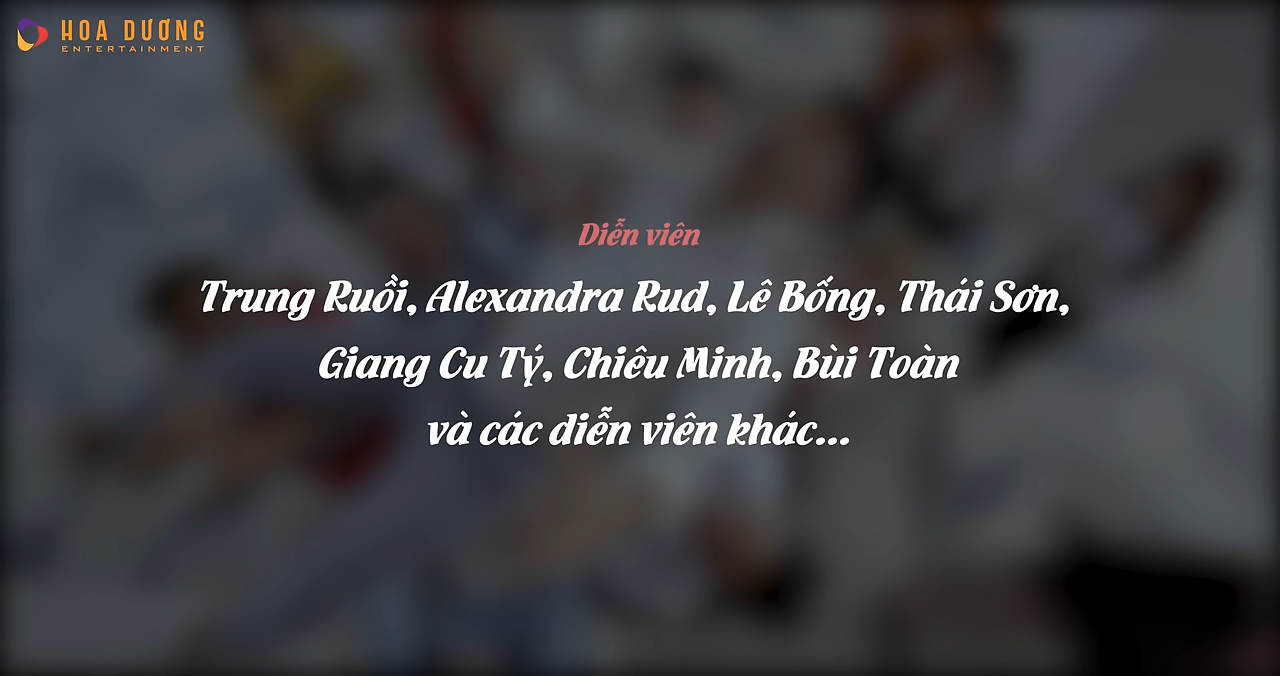 HOA DƯƠNG
ENTERTAINMENT
Diễn viên
Trung Ruồi, Alexandra Rud, Lê Bống, Thái Sơn,
Giang Cu Tý, Chiêu Minh, Bùi Toàn
và các diễn viên khác...